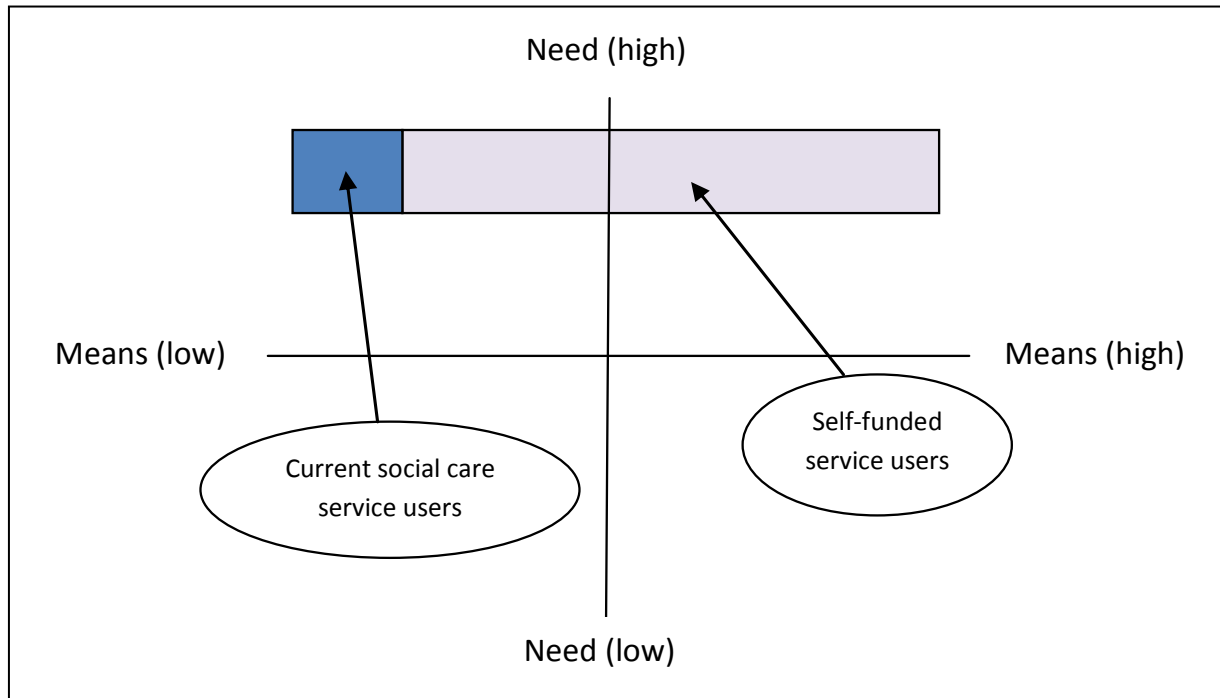 Need (high)
Means (low)
Means (high)
Self-funded
service users
Current social care
service users
Need (low)